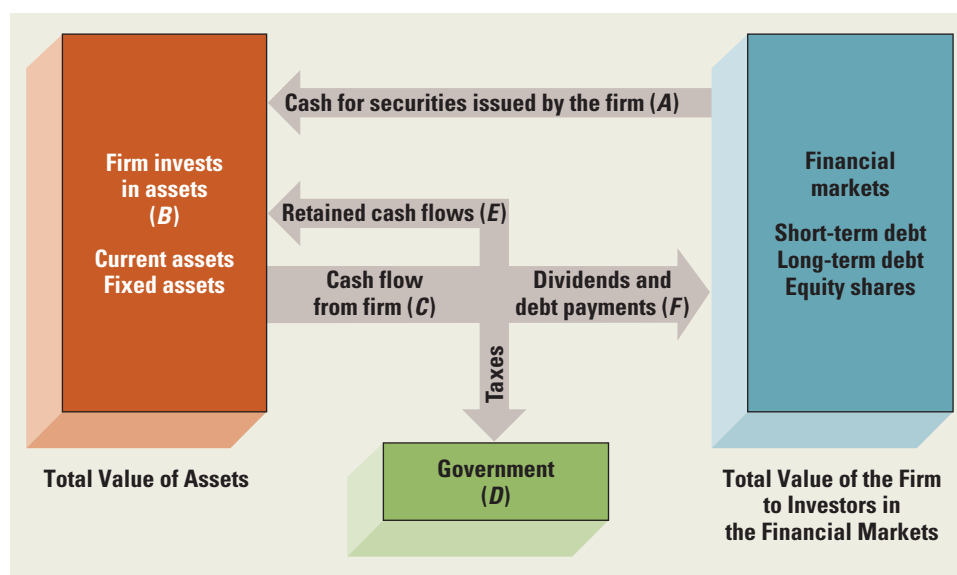 Cash for securities issued by the firm (A)
Firm invests
in assets
(B)
Current assets
Fixed assets
Financial
markets
Short-term debt
Long-term debt
Equity shares
Retained cash flows (E)
Cash flow
from firm (C)
Dividends and
debt payments (F)
Taxes
Government
(D)
Total Value of Assets
Total Value of the Firm
to Investors in
the Financial Markets